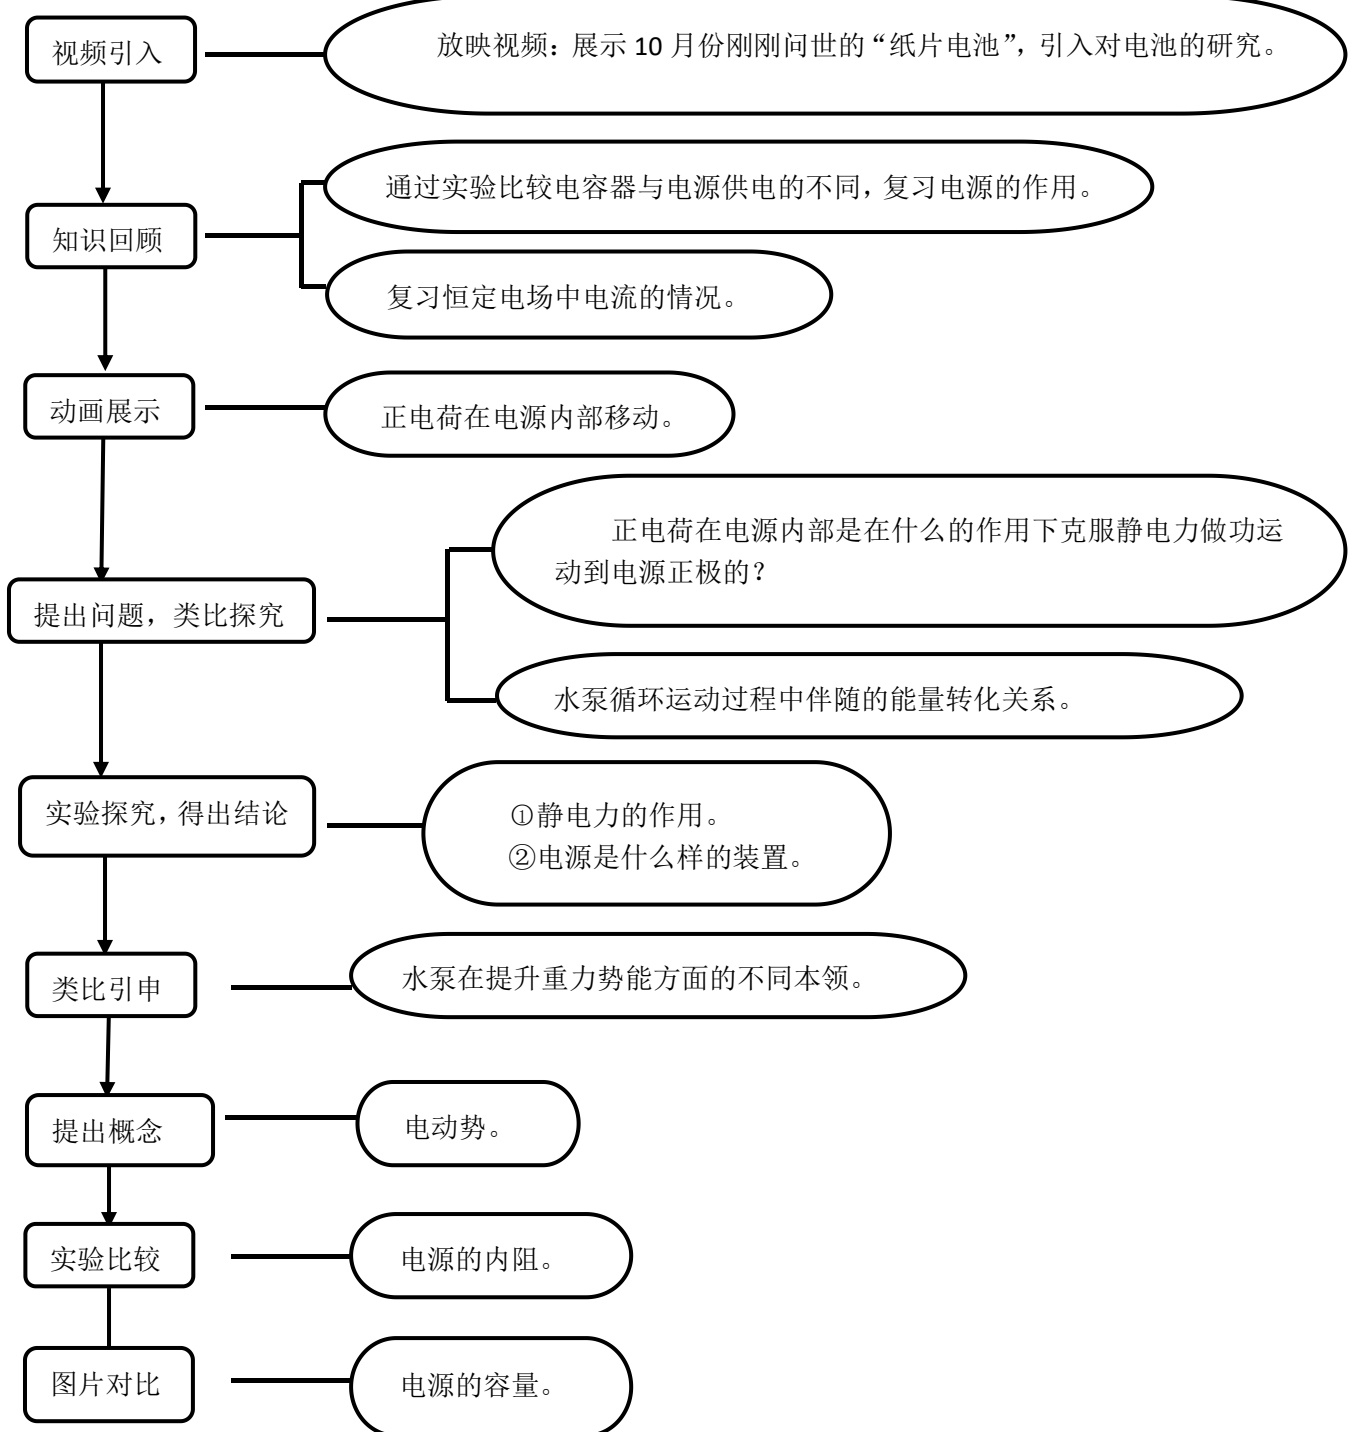 视频引入
放映视频：展示 10 月份刚刚问世的“纸片电池”，引入对电池的研究。
通过实验比较电容器与电源供电的不同，复习电源的作用。
知识回顾
复习恒定电场中电流的情况。
动画展示
正电荷在电源内部移动。
正电荷在电源内部是在什么的作用下克服静电力做功运
动到电源正极的？
提出问题，类比探究
水泵循环运动过程中伴随的能量转化关系。
实验探究，得出结论
①静电力的作用。
②电源是什么样的装置。
类比引申
水泵在提升重力势能方面的不同本领。
提出概念
电动势。
实验比较
电源的内阻。
图片对比
电源的容量。